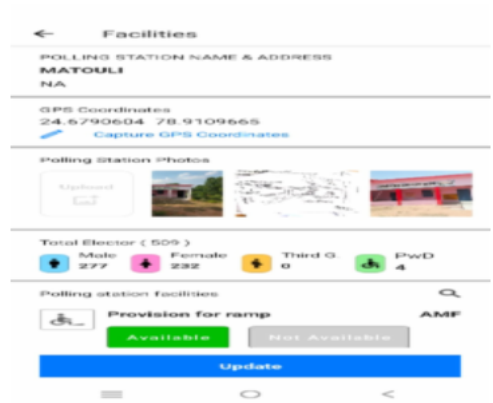 Facilities
POLLING STATION NAME & ADDRESS
MATOULI
NA
GPS Coordinates
24.6790604 78.9109665
Capture GPS Coordinates
Polling Station Photos
Upload
Total Elector ( 509 )
Male
277
Female
232
Third G.
0
PwD
4
Polling station facilities
Provision for ramp
AMF
Available
Not Available
Update